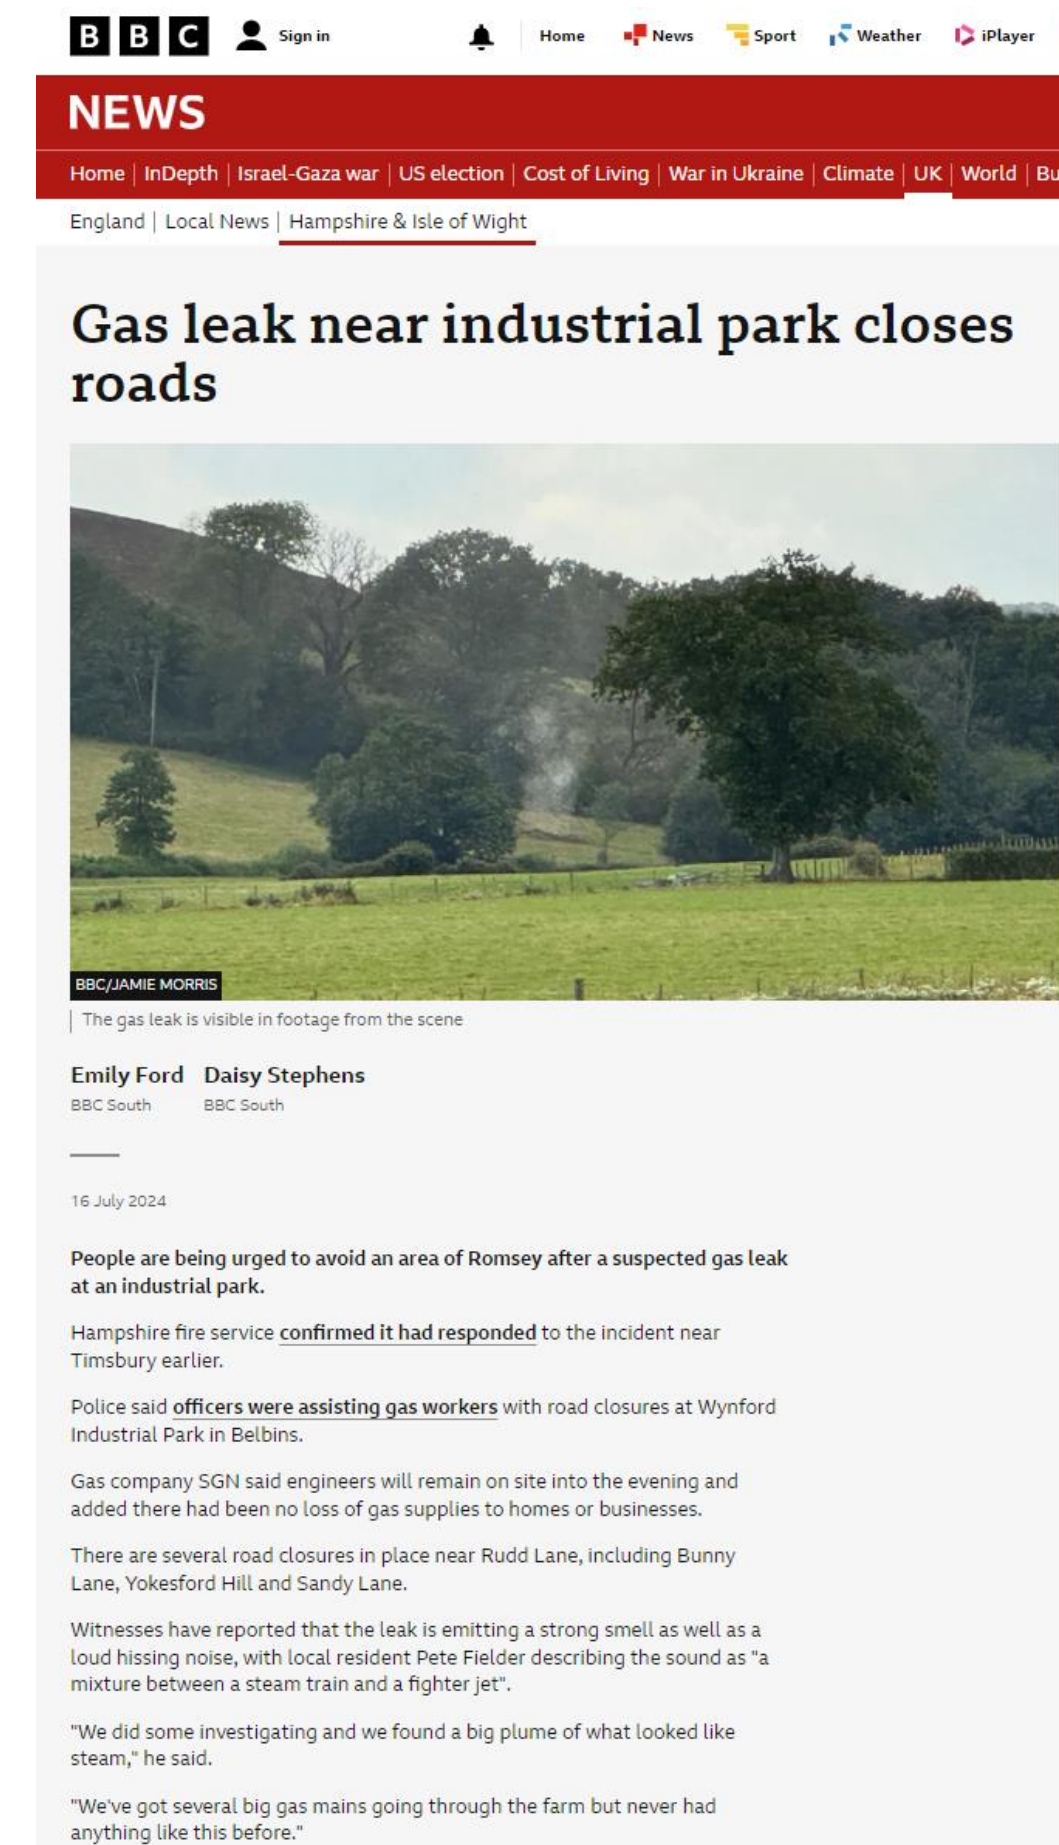 BBC Sign in Home News Sport Weather iPlayer
NEWS
Home InDepth Israel-Gaza war US election Cost of Living War in Ukraine Climate UK World
England Local News Hampshire & Isle of Wight
Gas leak near industrial park closes
roads
BBC/JAMIE MORRIS
The gas leak is visible in footage from the scene
Emily Ford Daisy Stephens
BBC South BBC South
16 July 2024
People are being urged to avoid an area of Romsey after a suspected gas leak
at an industrial park.
Hampshire fire service confirmed it had responded to the incident near
Timsbury earlier.
Police said officers were assisting gas workers with road closures at Wynford
Industrial Park in Belbins.
Gas company SGN said engineers will remain on site into the evening and
added there had been no loss of gas supplies to homes or businesses.
There are several road closures in place near Rudd Lane, including Bunny
Lane, Yokesford Hill and Sandy Lane.
Witnesses have reported that the leak is emitting a strong smell as well as a
loud hissing noise, with local resident Pete Fielder describing the sound as "a
mixture between a steam train and a fighter jet".
"We did some investigating and we found a big plume of what looked like
steam," he said.
"We've got several big gas mains going through the farm but never had
anything like this before."